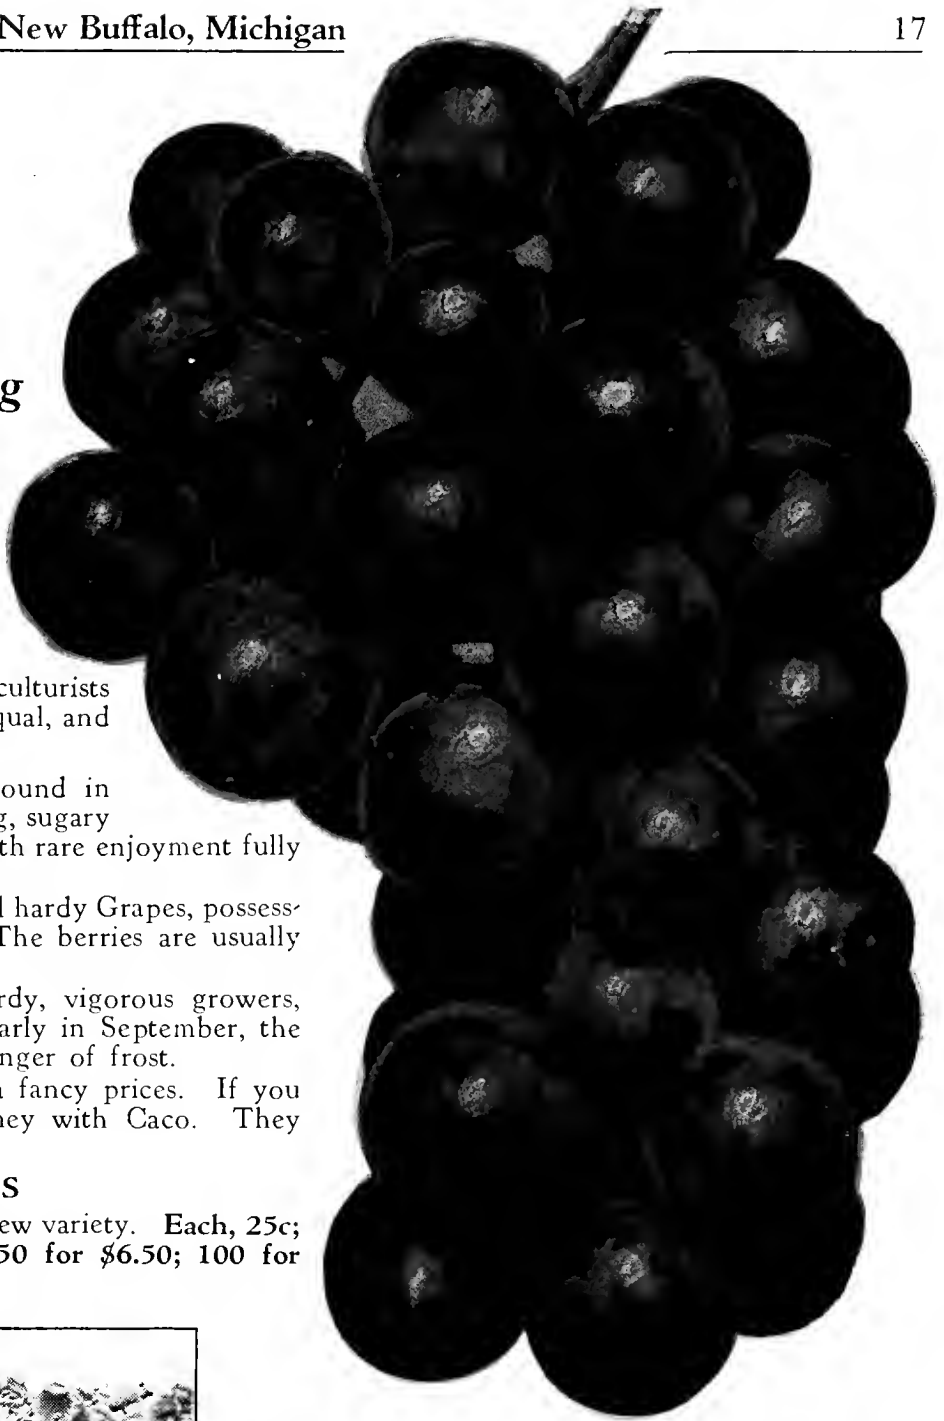 New Buffalo, Michigan 17
g
culturists
qual, and
ound in
g, sugary
th rare enjoyment fully
l hardy Grapes, possess-
The berries are usually
rdy, vigorous growers,
arly in September, the
nger of frost.
n fancy prices. If you
ney with Caco. They
s
ew variety. Each, 25c;
50 for $6.50; 100 for